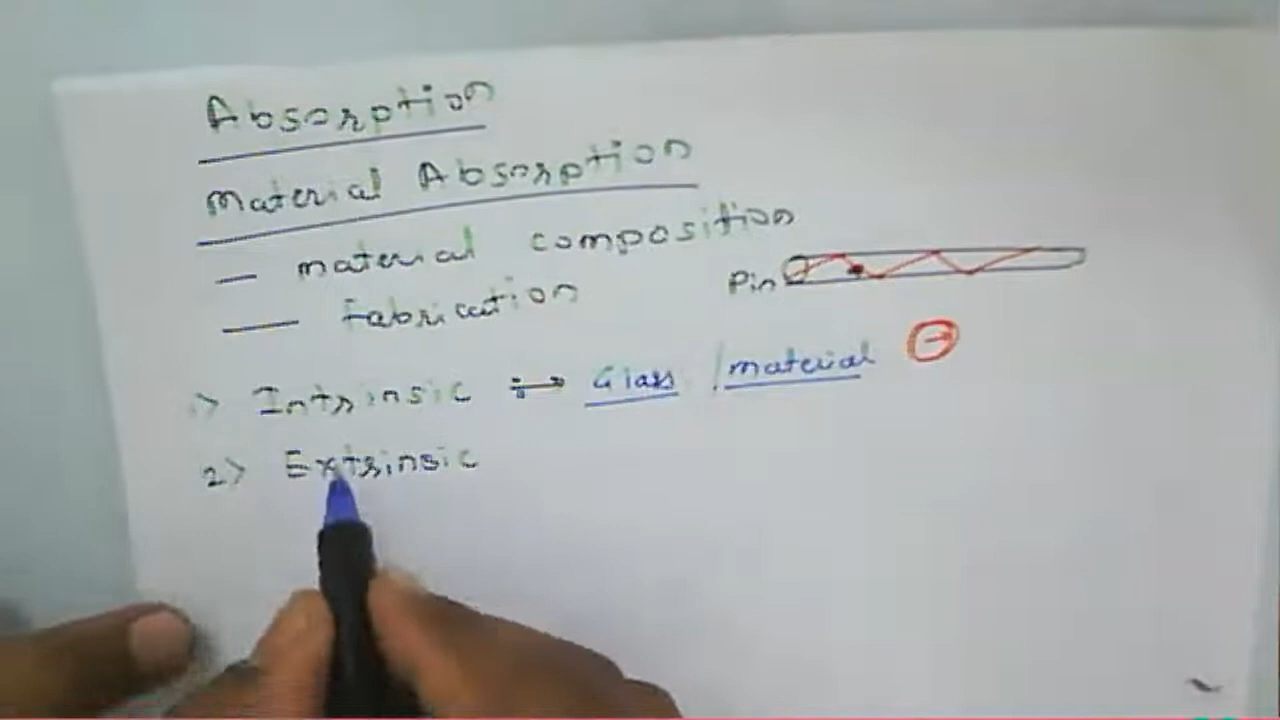 Absorption
Material Absorption
— material composition
— fabrication
Pin
1> Intrinsic → Glass / material
2> Extrinsic